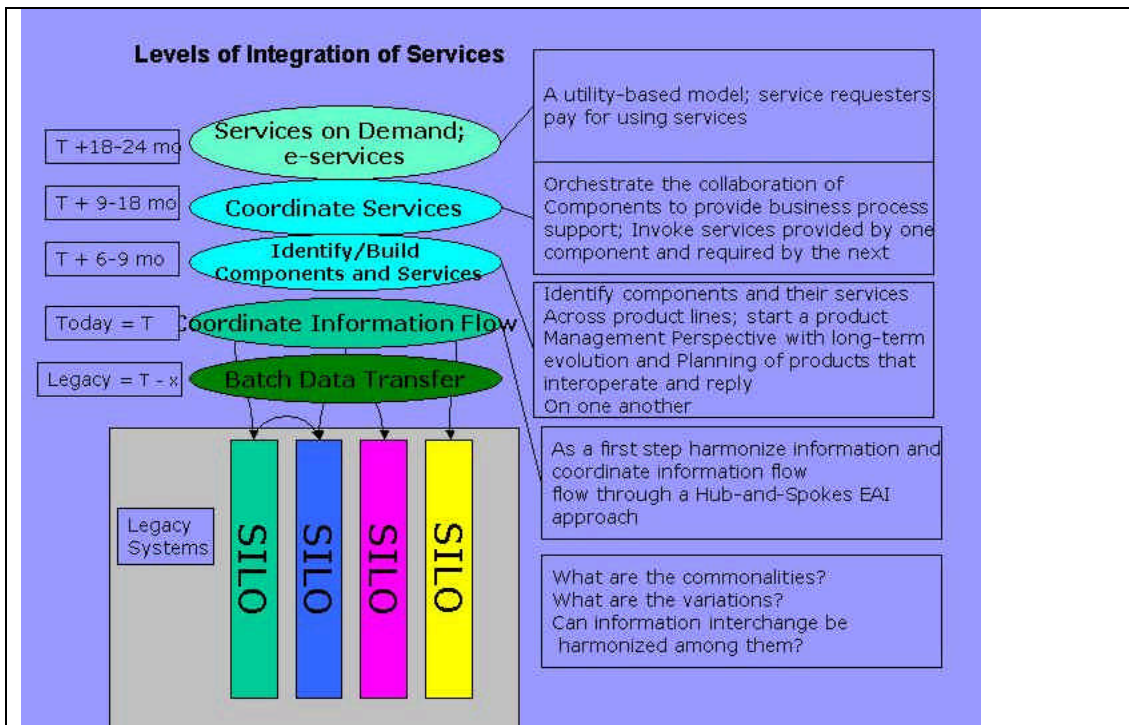 Levels of Integration of Services
T +18-24 mo
Services on Demand;
e-services
A utility-based model; service requesters
pay for using services
T + 9-18 mo
Coordinate Services
Orchestrate the collaboration of
Components to provide business process
support; Invoke services provided by one
component and required by the next
T + 6-9 mo
Identify/Build
Components and Services
Identify components and their services
Across product lines; start a product
Management Perspective with long-term
evolution and Planning of products that
interoperate and reply
On one another
Today = T
Coordinate Information Flow
As a first step harmonize information and
coordinate information flow
flow through a Hub-and-Spokes EAI
approach
Legacy = T - x
Batch Data Transfer
Legacy
Systems
SILO
SILO
SILO
SILO
What are the commonalities?
What are the variations?
Can information interchange be
harmonized among them?